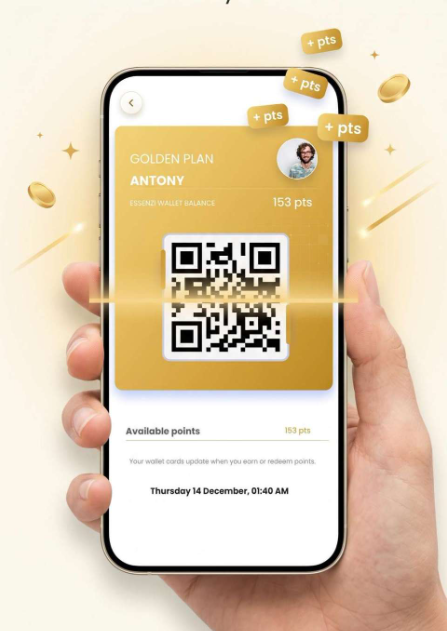 + pts
+ pts
+ pts
+ pts
GOLDEN PLAN
ANTONY
ESSENZI WALLET BALANCE
153 pts
Available points
153 pts
Your wallet cards update when you earn or redeem points.
Thursday 14 December, 01:40 AM